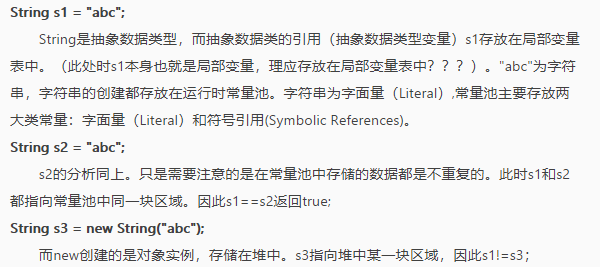 String s1 = "abc";
String是抽象数据类型，而抽象数据类的引用（抽象数据类型变量）s1存放在局部变量
表中。（此处时s1本身也就是局部变量，理应存放在局部变量表中？？？）。"abc"为字符
串，字符串的创建都存放在运行时常量池。字符串为字面量（Literal）,常量池主要存放两
大类常量：字面量（Literal）和符号引用(Symbolic References)。
String s2 = "abc";
s2的分析同上。只是需要注意的是在常量池中存储的数据都是不重复的。此时s1和s2
都指向常量池中同一块区域。因此s1==s2返回true;
String s3 = new String("abc");
而new创建的是对象实例，存储在堆中。s3指向堆中某一块区域，因此s1!=s3；